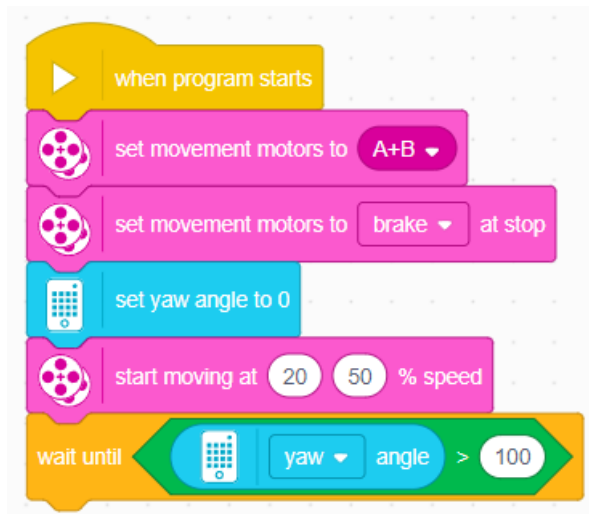 when program starts
set movement motors to A+B
set movement motors to brake at stop
set yaw angle to 0
start moving at 20 50 % speed
wait until yaw angle > 100